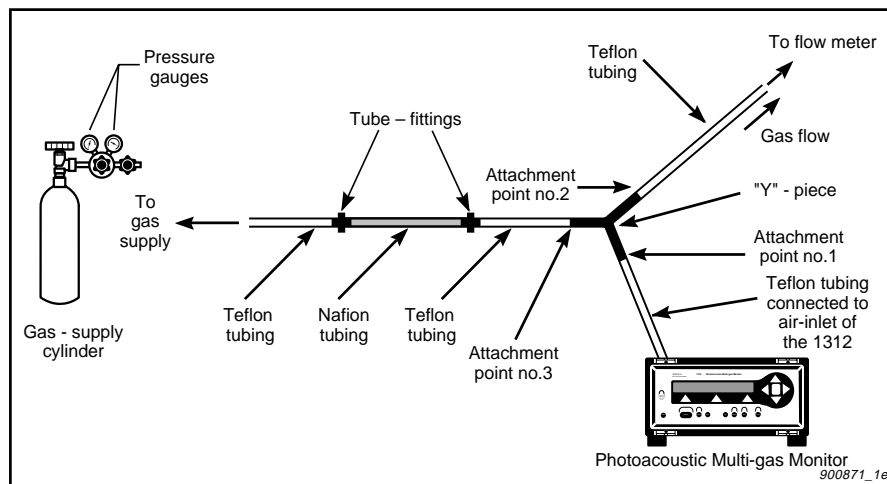 Pressure
gauges
Teflon
tubing
To flow meter
Tube – fittings
Gas flow
Attachment
point no.2
"Y" - piece
To
gas
supply
Attachment
point no.1
Teflon
tubing
Nafion
tubing
Teflon
tubing
Teflon tubing
connected to
air-inlet of
the 1312
Gas - supply
cylinder
Attachment
point no.3
Photoacoustic Multi-gas Monitor
900871_1e